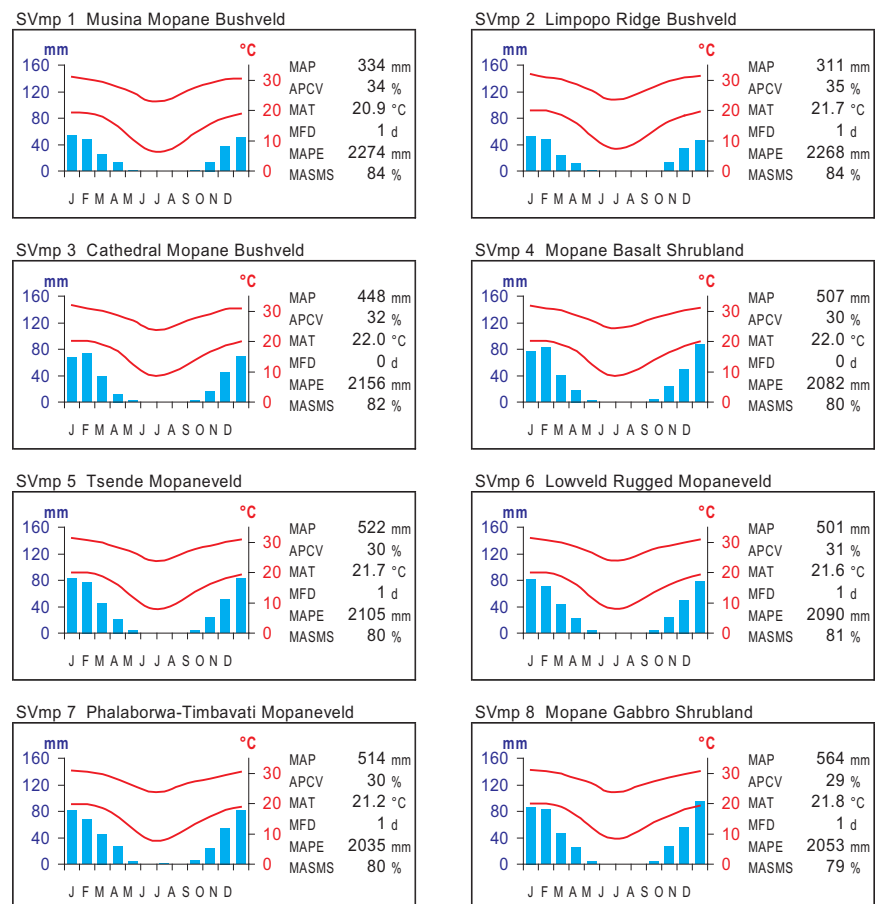 SVmp 1 Musina Mopane Bushveld
mm °C
160
120
80
40
0
30
20
10
0
J F M A M J J A S O N D
MAP 334 mm
APCV 34 %
MAT 20.9 °C
MFD 1 d
MAPE 2274 mm
MASMS 84 %
SVmp 2 Limpopo Ridge Bushveld
mm °C
160
120
80
40
0
30
20
10
0
J F M A M J J A S O N D
MAP 311 mm
APCV 35 %
MAT 21.7 °C
MFD 1 d
MAPE 2268 mm
MASMS 84 %
SVmp 3 Cathedral Mopane Bushveld
mm °C
160
120
80
40
0
30
20
10
0
J F M A M J J A S O N D
MAP 448 mm
APCV 32 %
MAT 22.0 °C
MFD 0 d
MAPE 2156 mm
MASMS 82 %
SVmp 4 Mopane Basalt Shrubland
mm °C
160
120
80
40
0
30
20
10
0
J F M A M J J A S O N D
MAP 507 mm
APCV 30 %
MAT 22.0 °C
MFD 0 d
MAPE 2082 mm
MASMS 80 %
SVmp 5 Tsende Mopaneveld
mm °C
160
120
80
40
0
30
20
10
0
J F M A M J J A S O N D
MAP 522 mm
APCV 30 %
MAT 21.7 °C
MFD 1 d
MAPE 2105 mm
MASMS 80 %
SVmp 6 Lowveld Rugged Mopaneveld
mm °C
160
120
80
40
0
30
20
10
0
J F M A M J J A S O N D
MAP 501 mm
APCV 31 %
MAT 21.6 °C
MFD 1 d
MAPE 2090 mm
MASMS 81 %
SVmp 7 Phalaborwa-Timbavati Mopaneveld
mm °C
160
120
80
40
0
30
20
10
0
J F M A M J J A S O N D
MAP 514 mm
APCV 30 %
MAT 21.2 °C
MFD 1 d
MAPE 2035 mm
MASMS 80 %
SVmp 8 Mopane Gabbro Shrubland
mm °C
160
120
80
40
0
30
20
10
0
J F M A M J J A S O N D
MAP 564 mm
APCV 29 %
MAT 21.8 °C
MFD 1 d
MAPE 2053 mm
MASMS 79 %